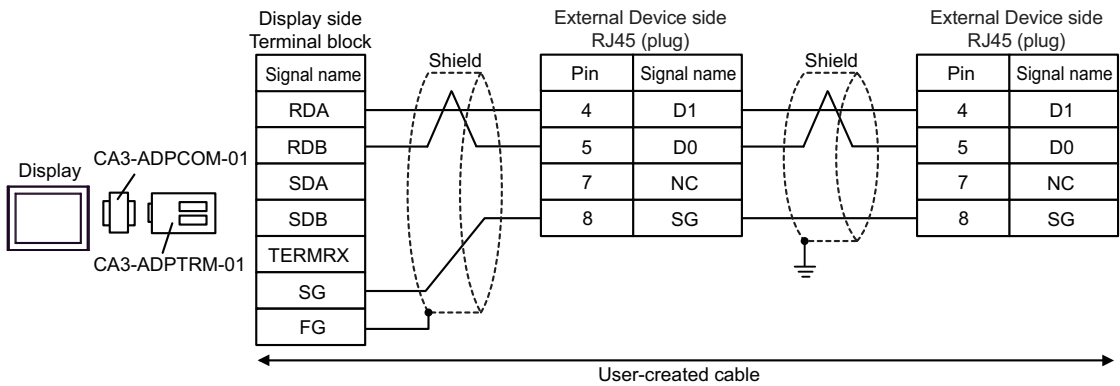 Display side
Terminal block
External Device side
RJ45 (plug)
External Device side
RJ45 (plug)
Shield
Shield
Signal name
Pin Signal name
Pin Signal name
RDA
4 D1
4 D1
RDB
5 D0
5 D0
SDA
7 NC
7 NC
SDB
8 SG
8 SG
TERMRX
SG
FG
Display
CA3-ADPCOM-01
CA3-ADPTRM-01
User-created cable